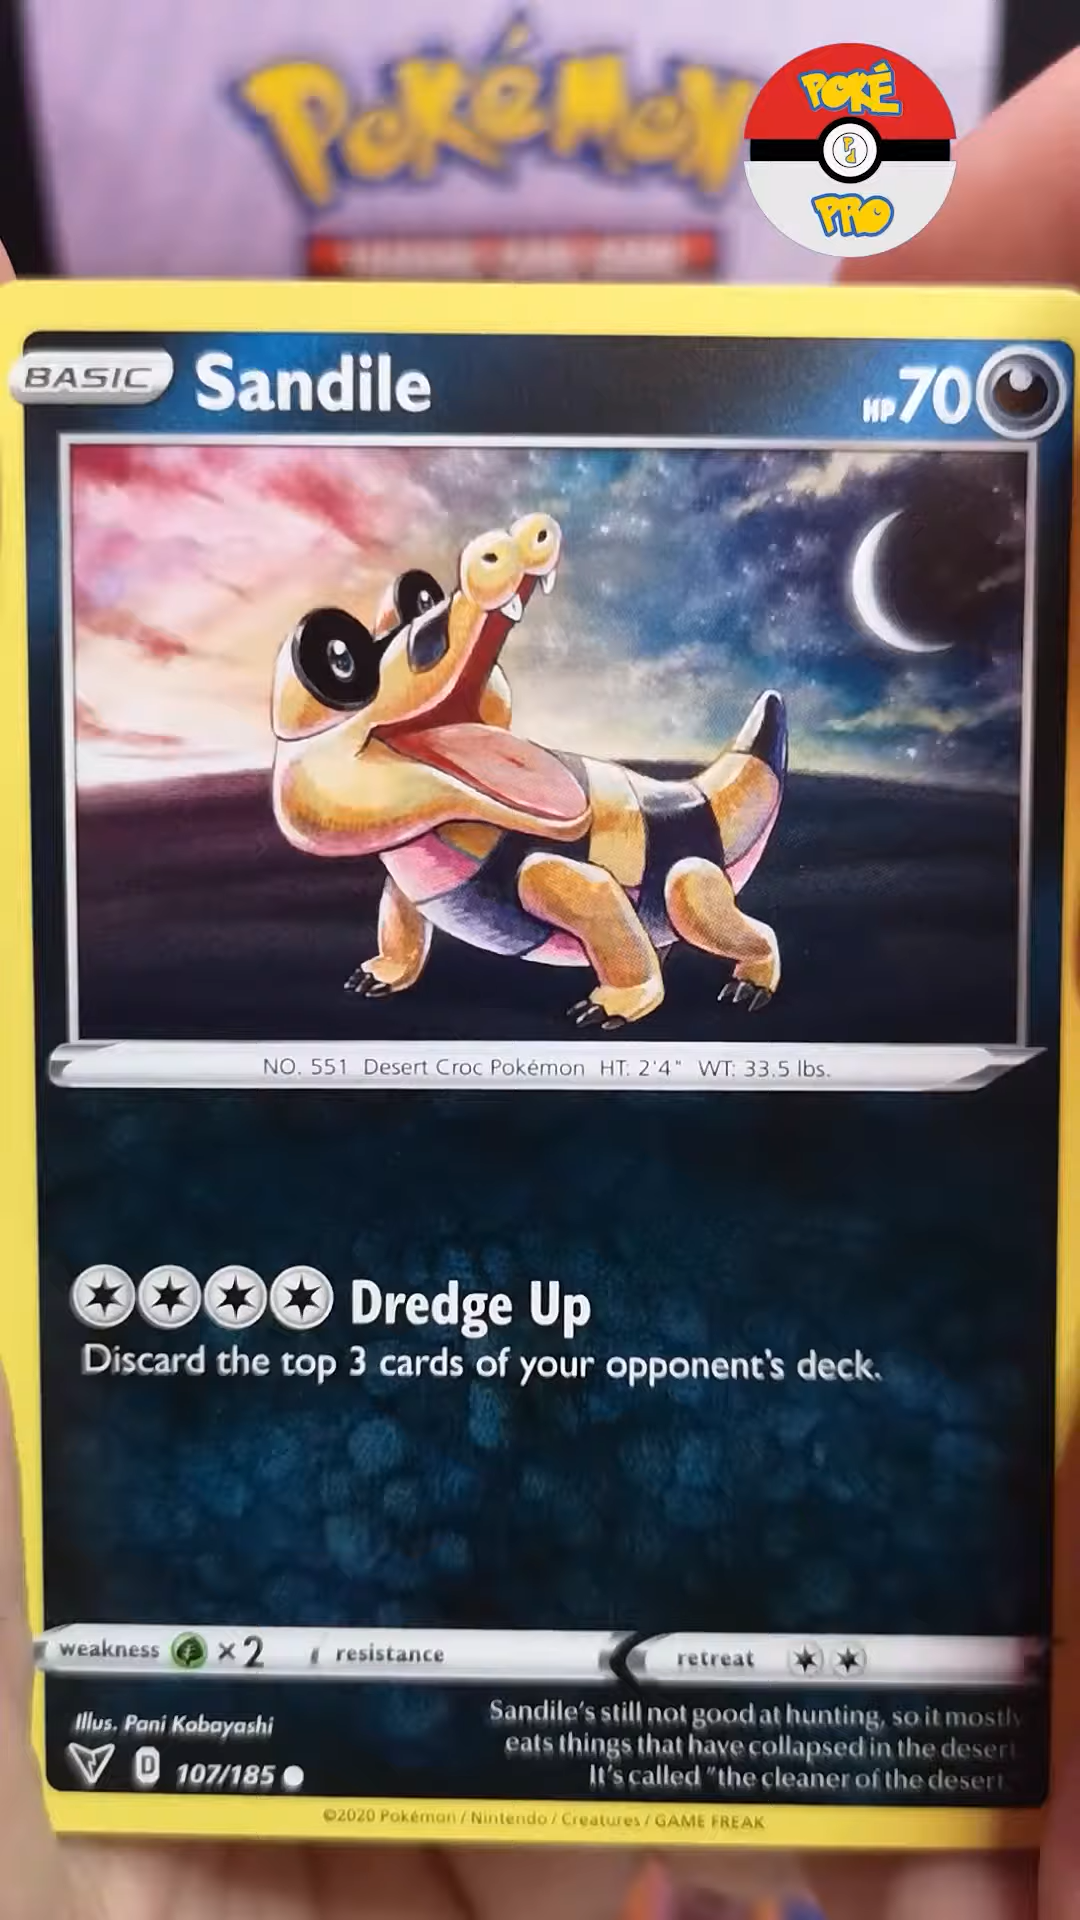 Pokémon
POKÉ
PRO
BASIC Sandile HP 70
NO. 551 Desert Croc Pokémon HT: 2'4" WT: 33.5 lbs.
Dredge Up
Discard the top 3 cards of your opponent's deck.
weakness ×2 resistance retreat
Illus. Pani Kobayashi
D 107/185
Sandile's still not good at hunting, so it mostly
eats things that have collapsed in the desert.
It's called "the cleaner of the desert.
©2020 Pokémon / Nintendo / Creatures / GAME FREAK